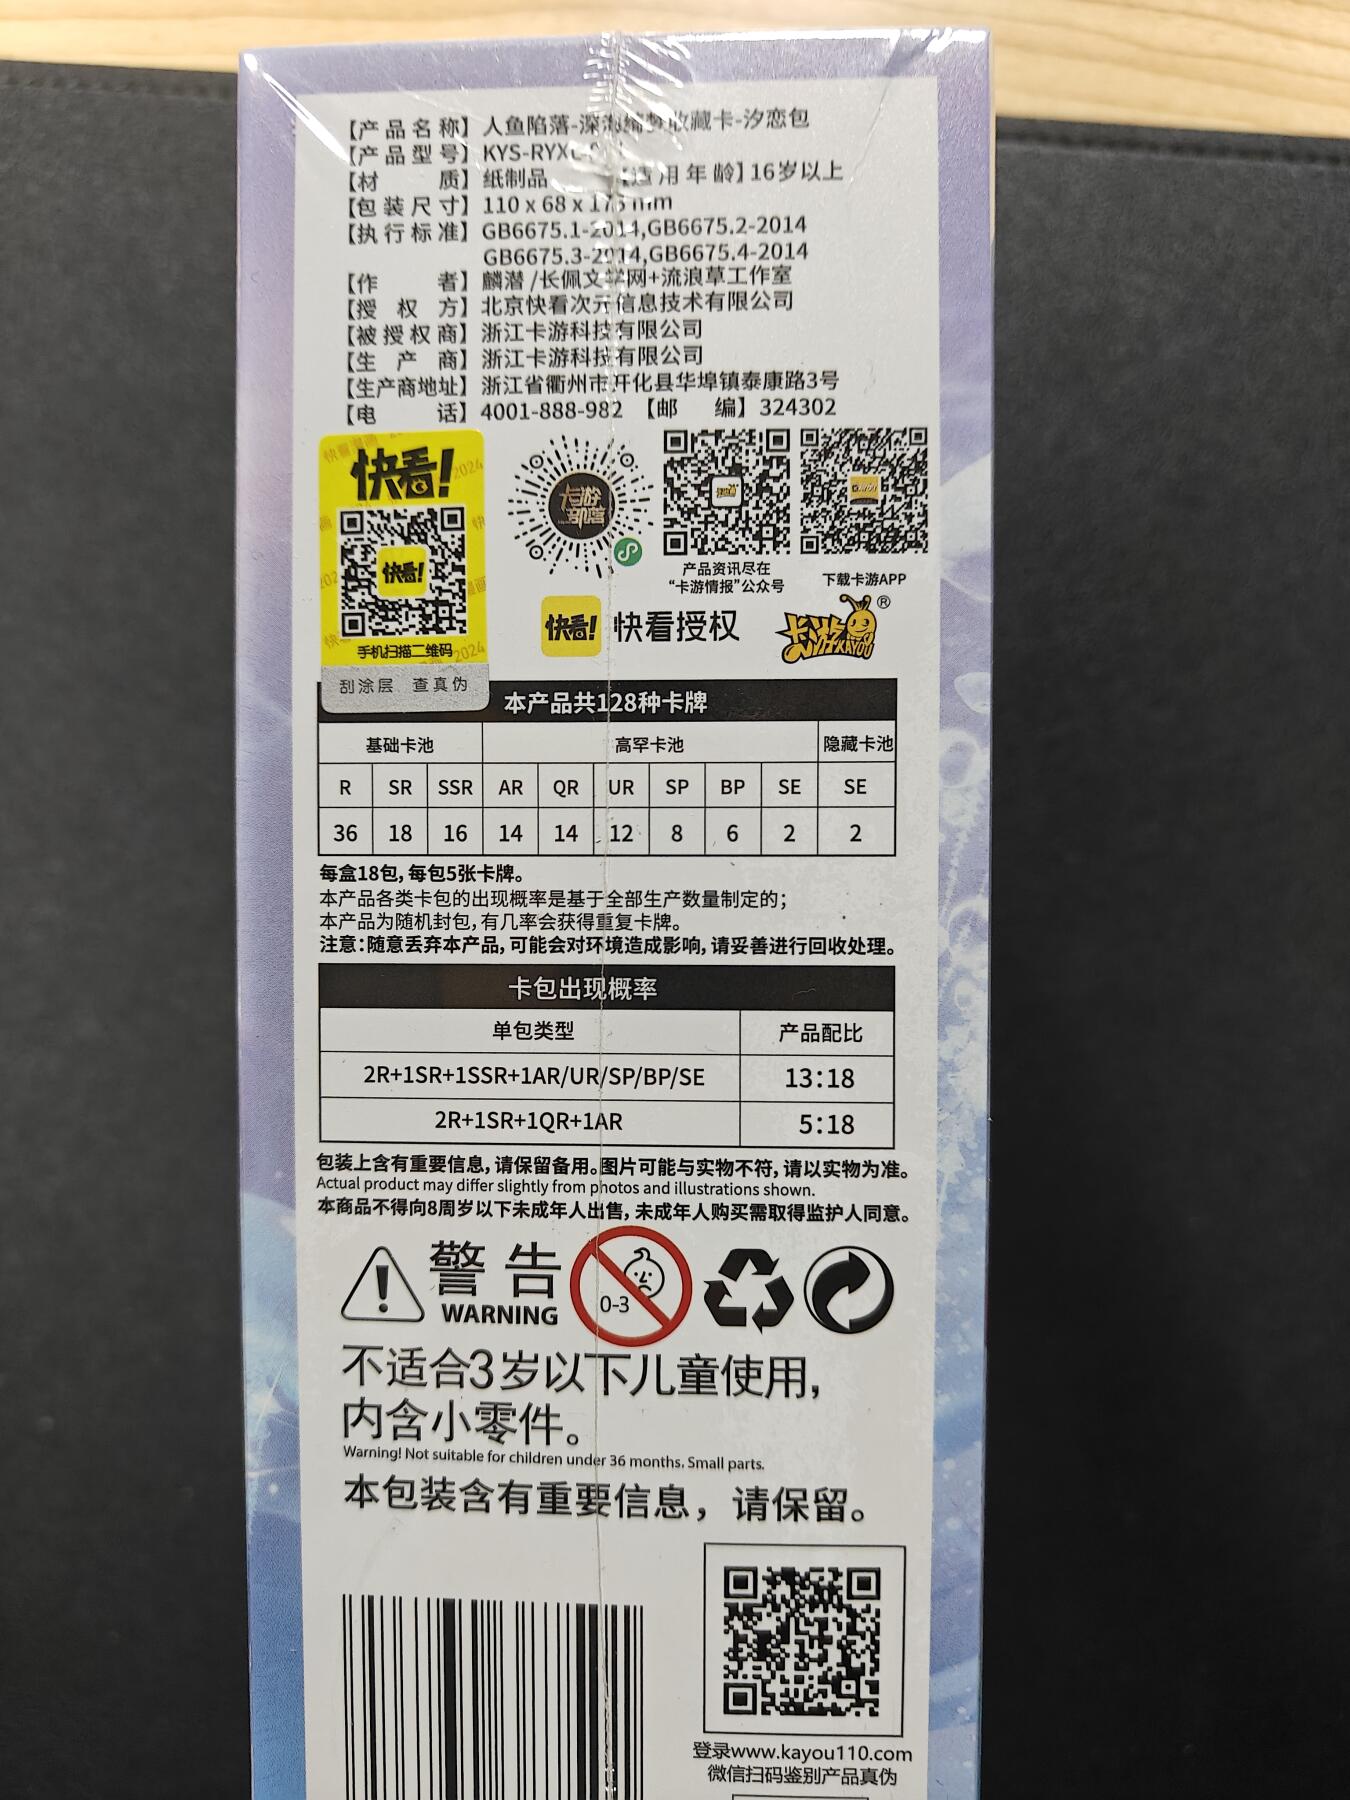 【产品名称】人鱼陷落-深海 收藏卡-汐恋包
【产品型号】KYS-RYXL-
【材 质】纸制品 【适用年龄】16岁以上
【包装尺寸】110 x 68 x 173 mm
【执行标准】GB6675.1-2014,GB6675.2-2014
GB6675.3-2014,GB6675.4-2014
【作 者】麟潜 /长佩文学网+流浪草工作室
【授 权 方】北京快看次元信息技术有限公司
【被授权商】浙江卡游科技有限公司
【生 产 商】浙江卡游科技有限公司
【生产商地址】浙江省衢州市开化县华埠镇泰康路3号
【电 话】4001-888-982 【邮 编】324302
快看!
快看!
手机扫描二维码
刮涂层 查真伪
卡游
部落
产品资讯尽在
“卡游情报”公众号
下载卡游APP
快看! 快看授权
卡游 KAYOU ®
本产品共128种卡牌
基础卡池 高罕卡池 隐藏卡池
R SR SSR AR QR UR SP BP SE SE
36 18 16 14 14 12 8 6 2 2
每盒18包,每包5张卡牌。
本产品各类卡包的出现概率是基于全部生产数量制定的;
本产品为随机封包,有几率会获得重复卡牌。
注意:随意丢弃本产品,可能会对环境造成影响,请妥善进行回收处理。
卡包出现概率
单包类型 产品配比
2R+1SR+1SSR+1AR/UR/SP/BP/SE 13:18
2R+1SR+1QR+1AR 5:18
包装上含有重要信息,请保留备用。图片可能与实物不符,请以实物为准。
Actual product may differ slightly from photos and illustrations shown.
本商品不得向8周岁以下未成年人出售,未成年人购买需取得监护人同意。
警告
WARNING
0-3
不适合3岁以下儿童使用,
内含小零件。
Warning! Not suitable for children under 36 months. Small parts.
本包装含有重要信息,请保留。
登录www.kayou110.com
微信扫码鉴别产品真伪